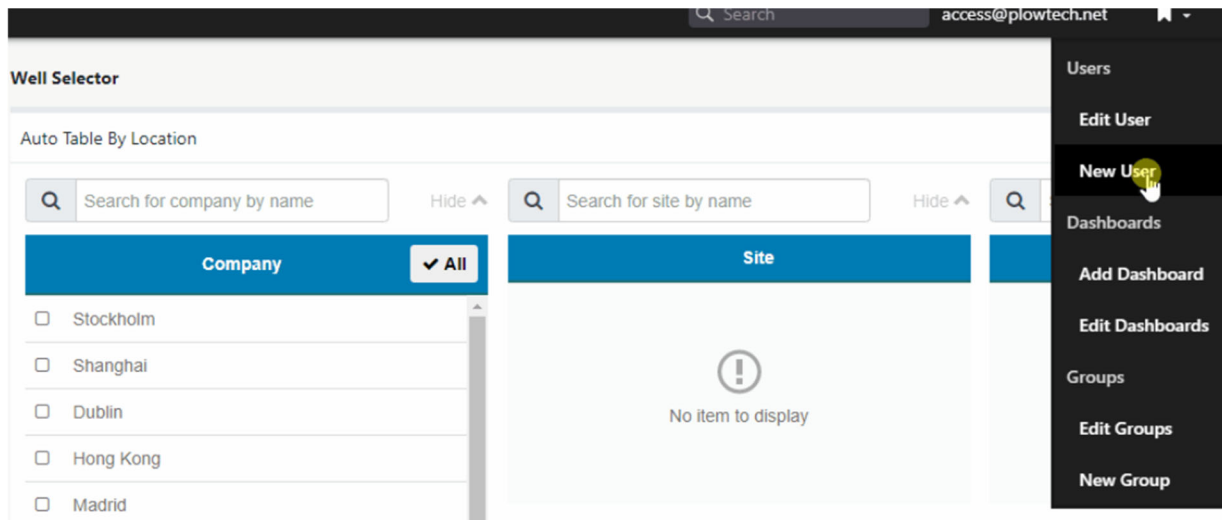 Search
access@plowtech.net
Well Selector
Auto Table By Location
Search for company by name
Hide
Search for site by name
Hide
Company
All
Site
Stockholm
Shanghai
Dublin
Hong Kong
Madrid
No item to display
Users
Edit User
New User
Dashboards
Add Dashboard
Edit Dashboards
Groups
Edit Groups
New Group